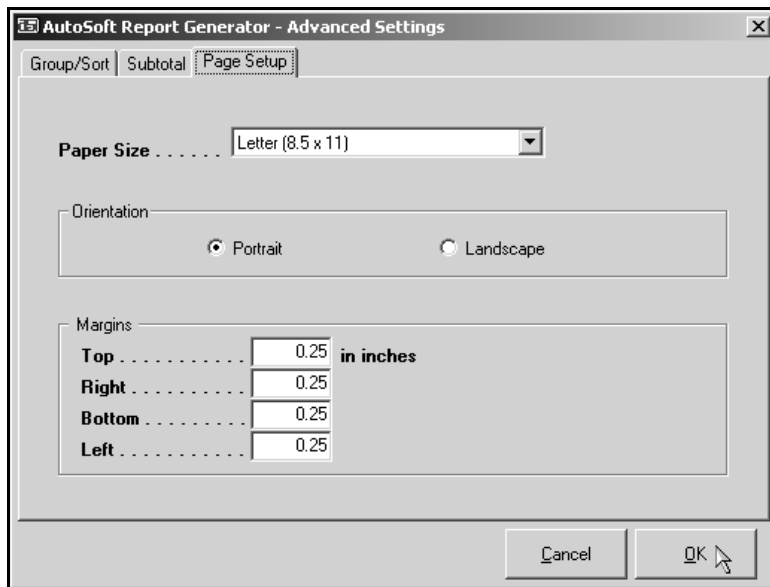 AutoSoft Report Generator - Advanced Settings
Group/Sort Subtotal Page Setup
Paper Size . . . . . . Letter (8.5 x 11)
Orientation
Portrait Landscape
Margins
Top . . . . . . . . . . . 0.25 in inches
Right . . . . . . . . . . 0.25
Bottom . . . . . . . . . 0.25
Left . . . . . . . . . . . 0.25
Cancel OK